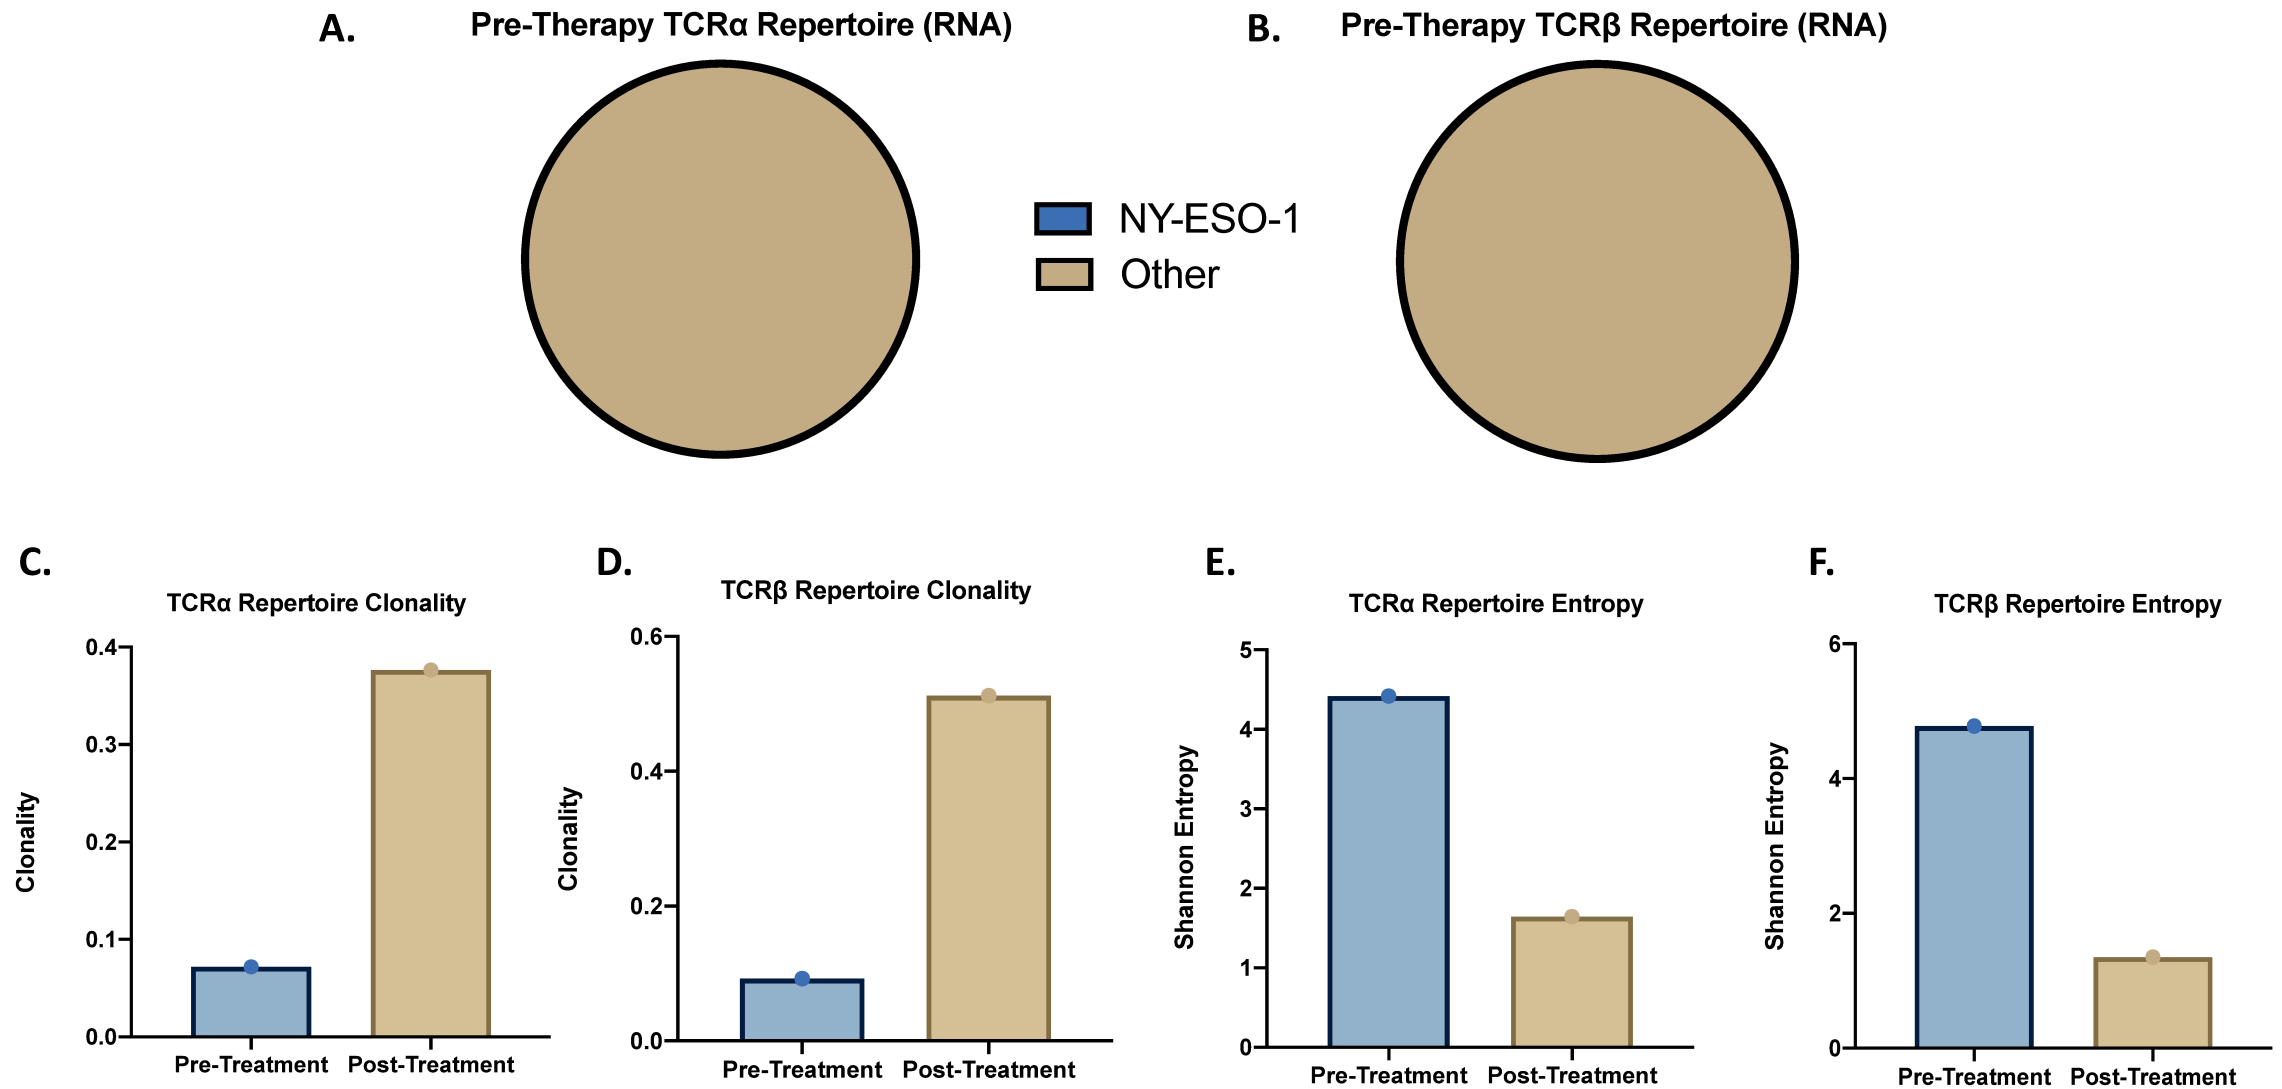 A.
Pre-Therapy TCRα Repertoire (RNA)
B.
Pre-Therapy TCRβ Repertoire (RNA)
NY-ESO-1
Other
C.
TCRα Repertoire Clonality
Clonality
0.4
0.3
0.2
0.1
0.0
Pre-Treatment
Post-Treatment
D.
TCRβ Repertoire Clonality
Clonality
0.6
0.4
0.2
0.0
Pre-Treatment
Post-Treatment
E.
TCRα Repertoire Entropy
Shannon Entropy
5
4
3
2
1
0
Pre-Treatment
Post-Treatment
F.
TCRβ Repertoire Entropy
Shannon Entropy
6
4
2
0
Pre-Treatment
Post-Treatment